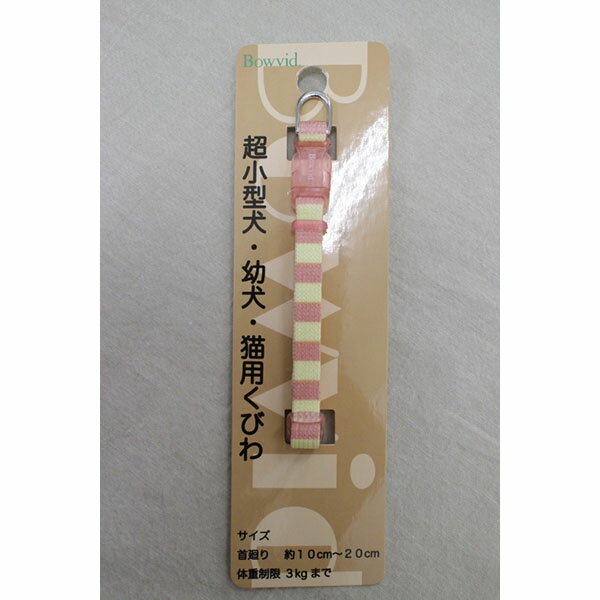 Bowvid.
Bowvid
超小型犬・幼犬・猫用くびわ
サイズ
首廻り 約10cm〜20cm
体重制限 3kgまで